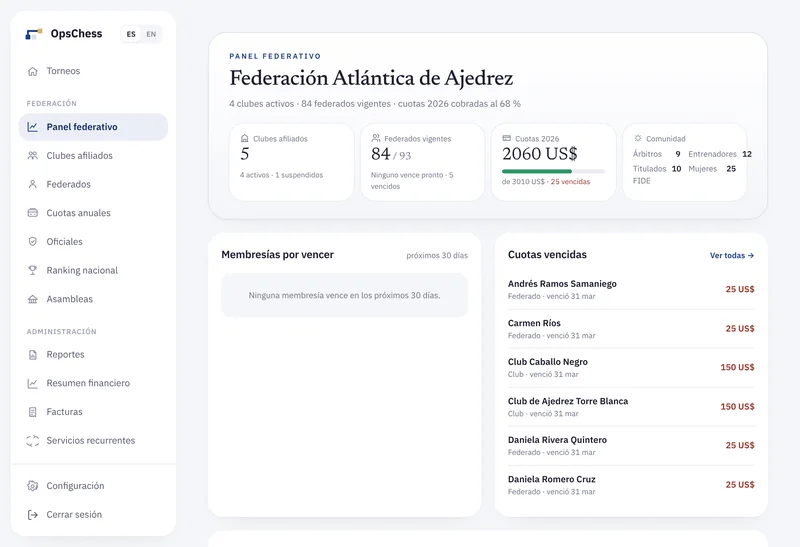 OpsChess
ES EN
Torneos
FEDERACIÓN
Panel federativo
Clubes afiliados
Federados
Cuotas anuales
Oficiales
Ranking nacional
Asambleas
ADMINISTRACIÓN
Reportes
Resumen financiero
Facturas
Servicios recurrentes
Configuración
Cerrar sesión
PANEL FEDERATIVO
Federación Atlántica de Ajedrez
4 clubes activos · 84 federados vigentes · cuotas 2026 cobradas al 68 %
Clubes afiliados
5
4 activos · 1 suspendidos
Federados vigentes
84 / 93
Ninguno vence pronto · 5
vencidos
Cuotas 2026
2060 US$
de 3010 US$ · 25 vencidas
Comunidad
Árbitros 9 Entrenadores 12
Titulados 10 Mujeres 25
FIDE
Membresías por vencer
próximos 30 días
Ninguna membresía vence en los próximos 30 días.
Cuotas vencidas
Ver todas →
Andrés Ramos Samaniego
Federado · venció 31 mar
25 US$
Carmen Ríos
Federado · venció 31 mar
25 US$
Club Caballo Negro
Club · venció 31 mar
150 US$
Club de Ajedrez Torre Blanca
Club · venció 31 mar
150 US$
Daniela Rivera Quintero
Federado · venció 31 mar
25 US$
Daniela Romero Cruz
Federado · venció 31 mar
25 US$